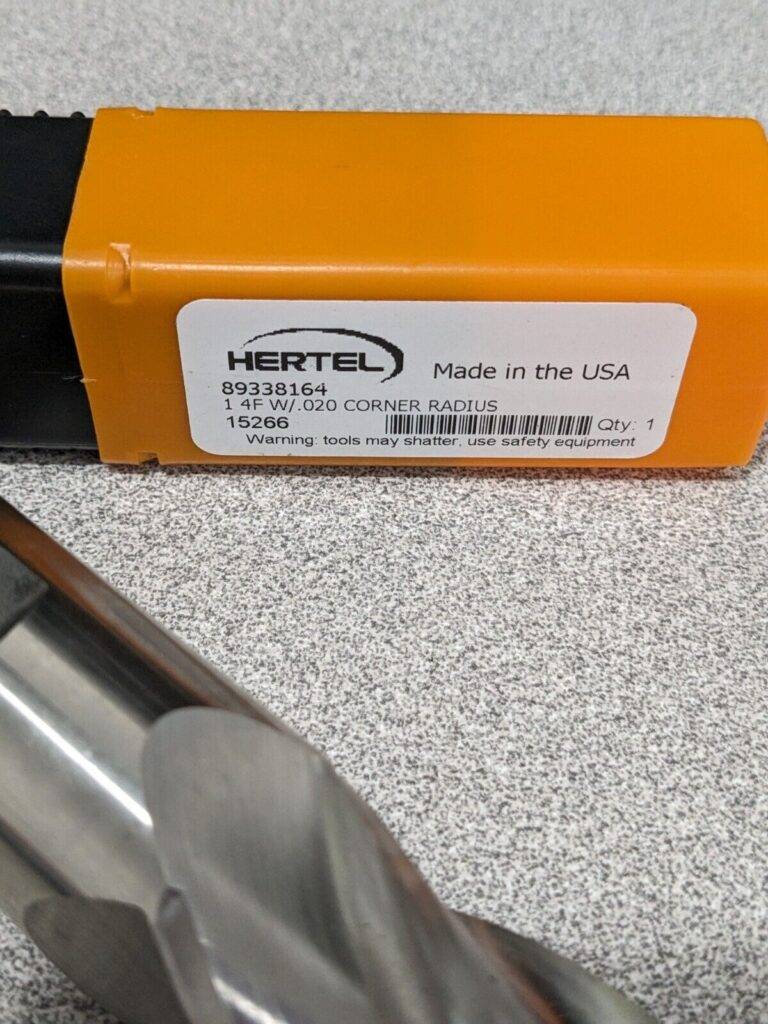 HERTEL
Made in the USA
89338164
1 4F W/.020 CORNER RADIUS
15266
Qty: 1
Warning: tools may shatter, use safety equipment